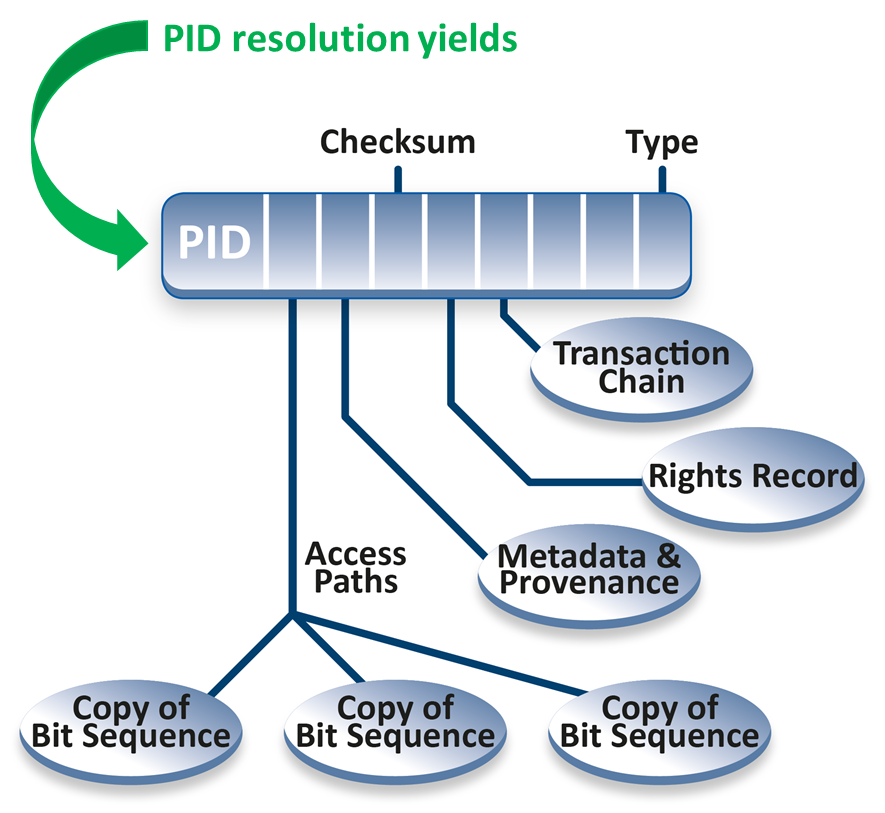 PID resolution yields
Checksum
Type
PID
Transaction
Chain
Rights Record
Access
Paths
Metadata &
Provenance
Copy of
Bit Sequence
Copy of
Bit Sequence
Copy of
Bit Sequence